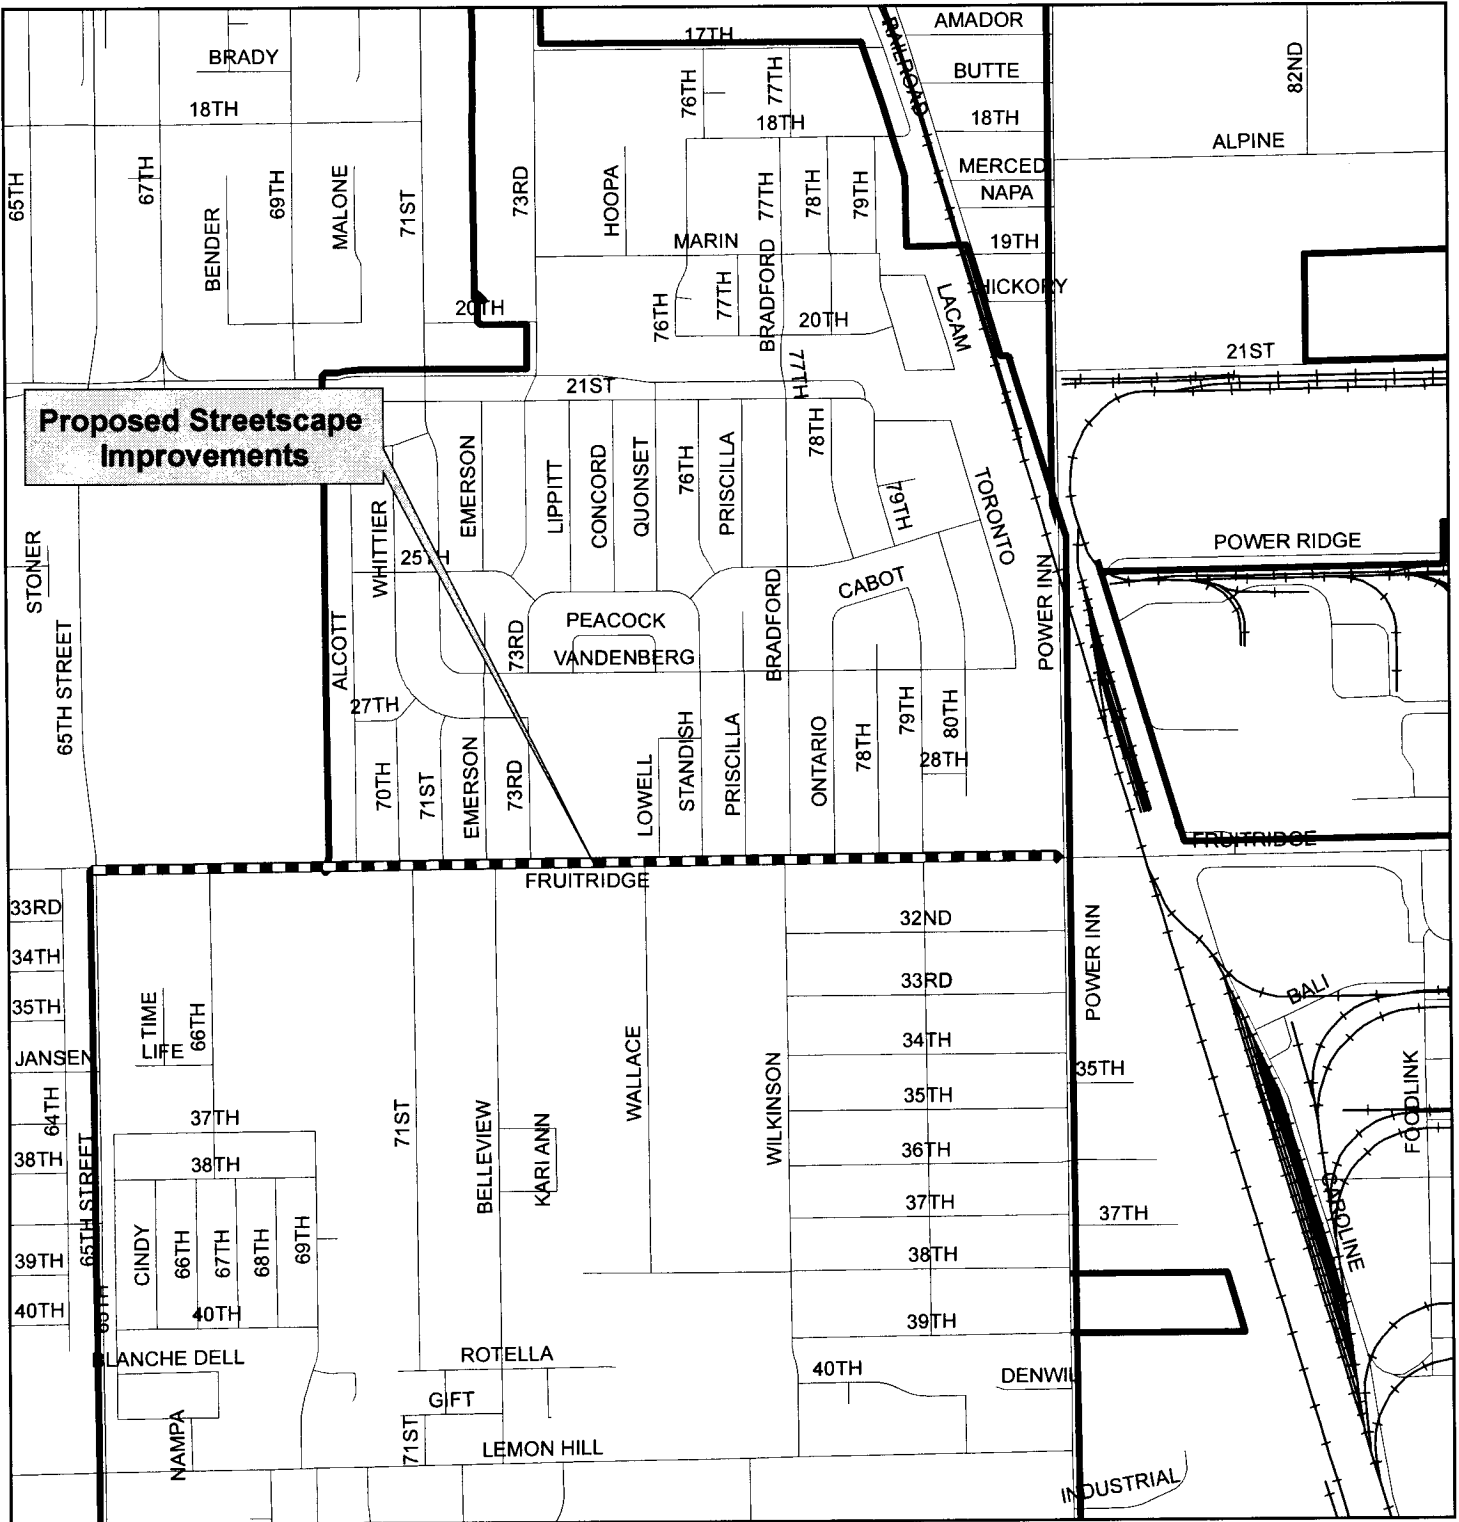 AMADOR
17TH
RAILROAD
BRADY
82ND
BUTTE
76TH
77TH
18TH
18TH
18TH
ALPINE
MERCED
67TH
NAPA
65TH
69TH
MALONE
71ST
73RD
HOOPA
77TH
78TH
79TH
BENDER
MARIN
19TH
BRADFORD
HICKORY
77TH
20TH
76TH
20TH
LACAM
21ST
77TH
21ST
Proposed Streetscape
Improvements
78TH
EMERSON
LIPPITT
CONCORD
QUONSET
76TH
PRISCILLA
79TH
TORONTO
STONER
WHITTIER
25TH
POWER RIDGE
CABOT
POWER INN
PEACOCK
BRADFORD
65TH STREET
ALCOTT
73RD
VANDENBERG
27TH
STANDISH
PRISCILLA
ONTARIO
78TH
79TH
80TH
28TH
70TH
71ST
EMERSON
73RD
LOWELL
FRUITRIDGE
FRUITRIDGE
33RD
32ND
POWER INN
34TH
33RD
BALI
35TH
TIME
66TH
34TH
JANSEN
LIFE
WALLACE
WILKINSON
35TH
FOODLINK
64TH
37TH
71ST
BELLEVIEW
KARI ANN
35TH
38TH
38TH
36TH
65TH STREET
CAROLINE
37TH
37TH
39TH
CINDY
66TH
67TH
68TH
69TH
38TH
40TH
40TH
39TH
BLANCHE DELL
ROTELLA
40TH
DENWIL
GIFT
NAMPA
71ST
LEMON HILL
INDUSTRIAL